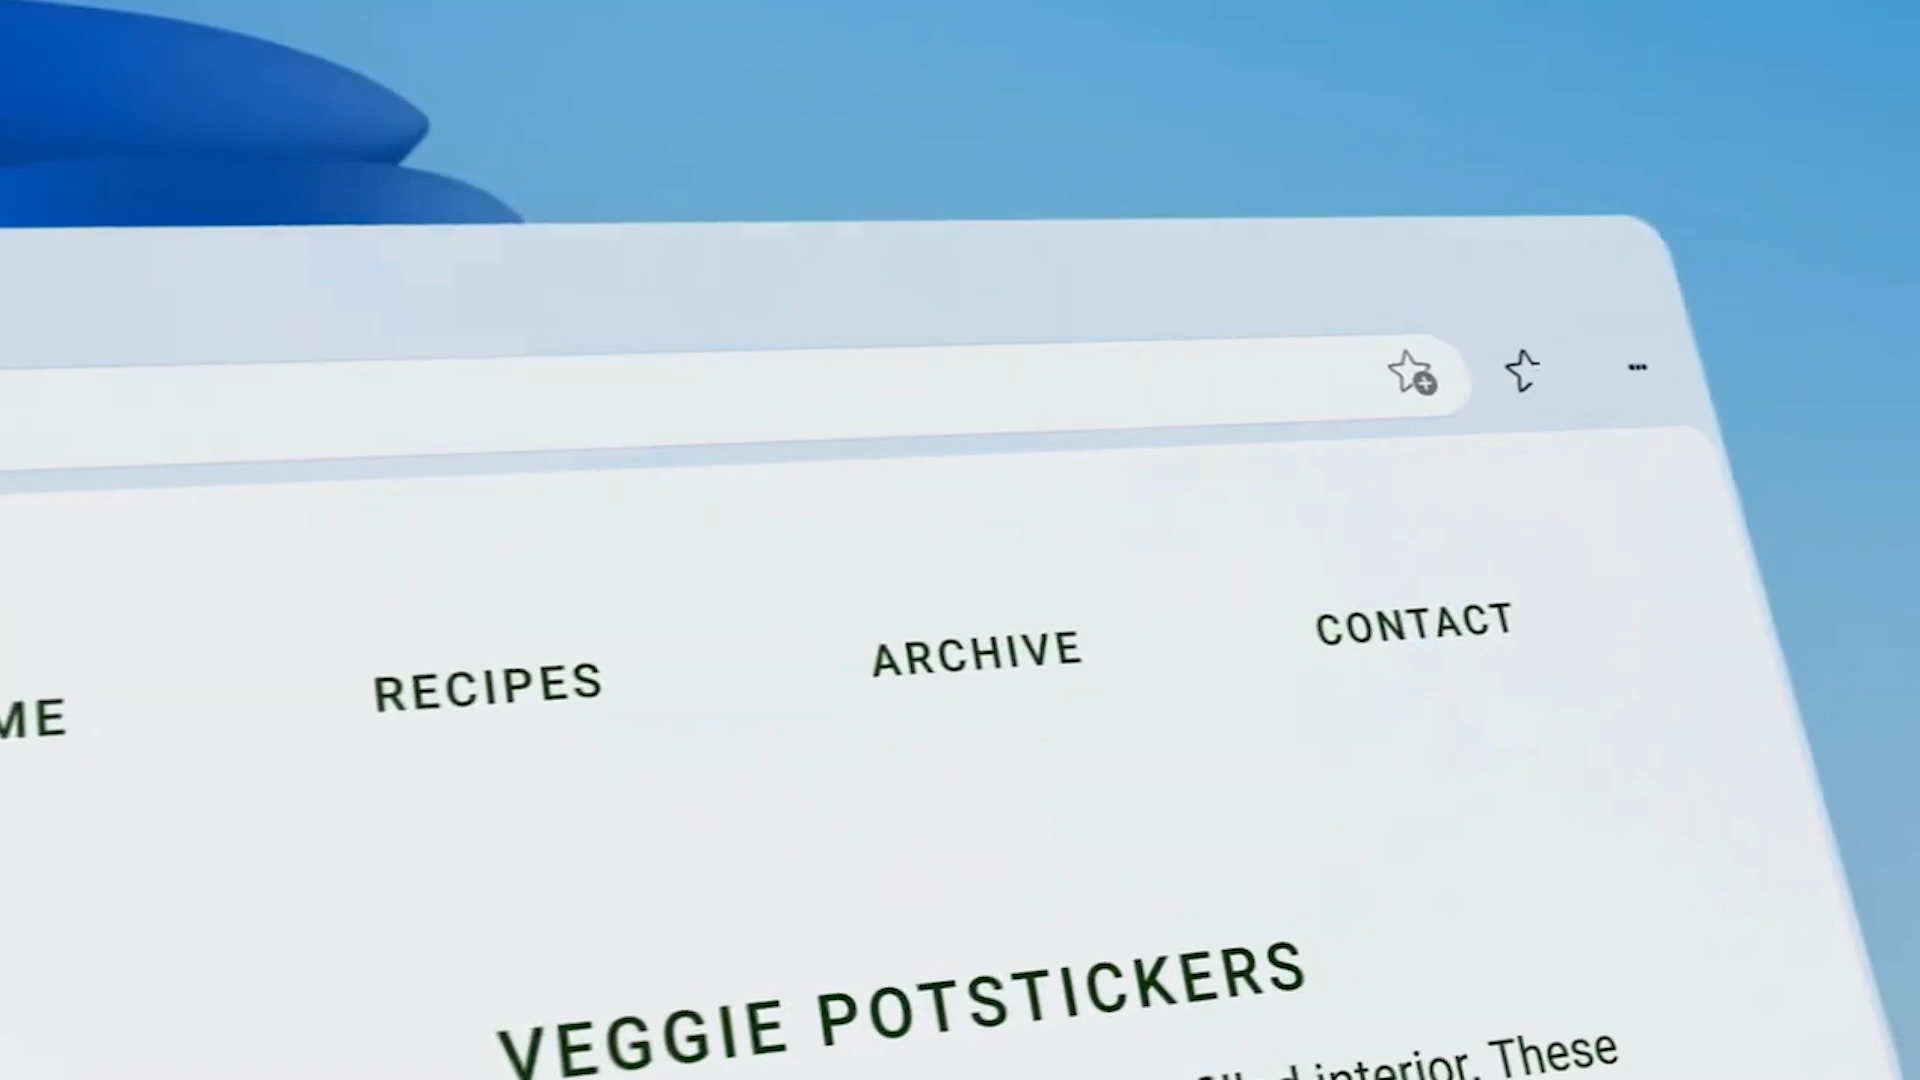 ME
RECIPES
ARCHIVE
CONTACT
VEGGIE POTSTICKERS
interior. These